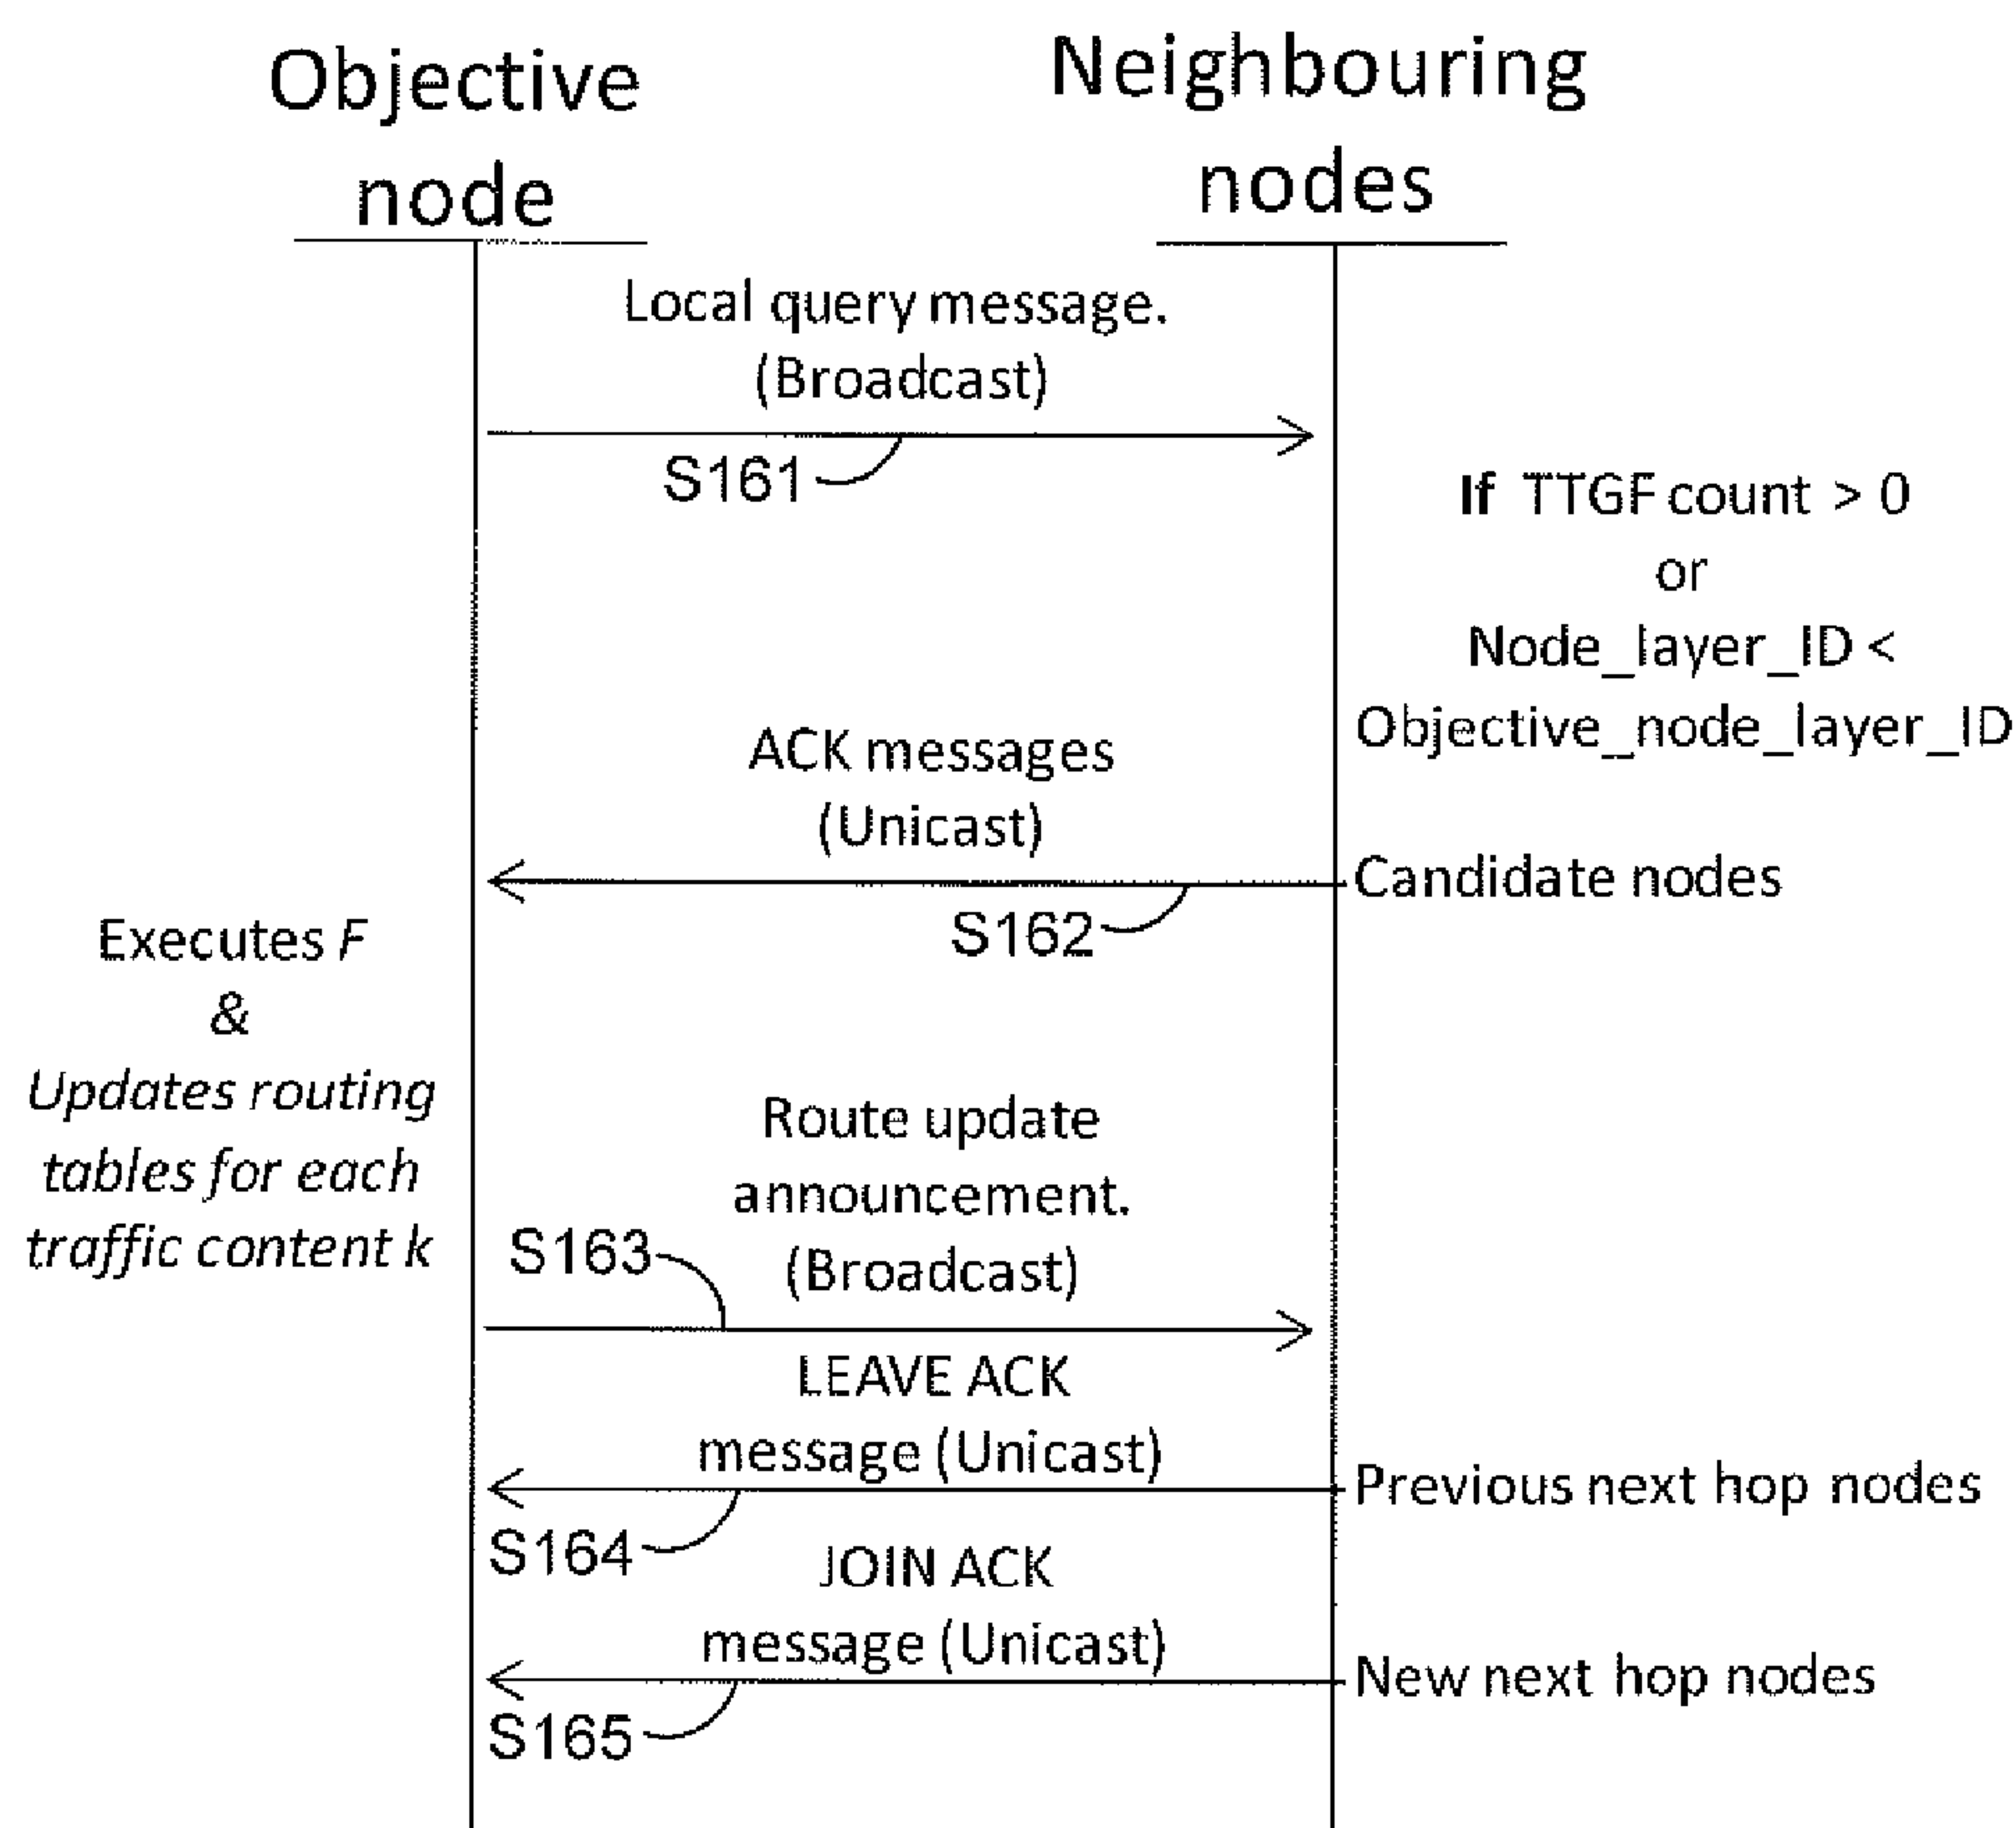 Objective
node
Neighbouring
nodes
Local query message.
(Broadcast)
S161
If TTGF count > 0
or
Node_layer_ID <
Objective_node_layer_ID
ACK messages
(Unicast)
Candidate nodes
S162
Executes F
&
Updates routing
tables for each
traffic content k
Route update
announcement.
(Broadcast)
S163
LEAVE ACK
message (Unicast)
Previous next hop nodes
S164
JOIN ACK
message (Unicast)
New next hop nodes
S165